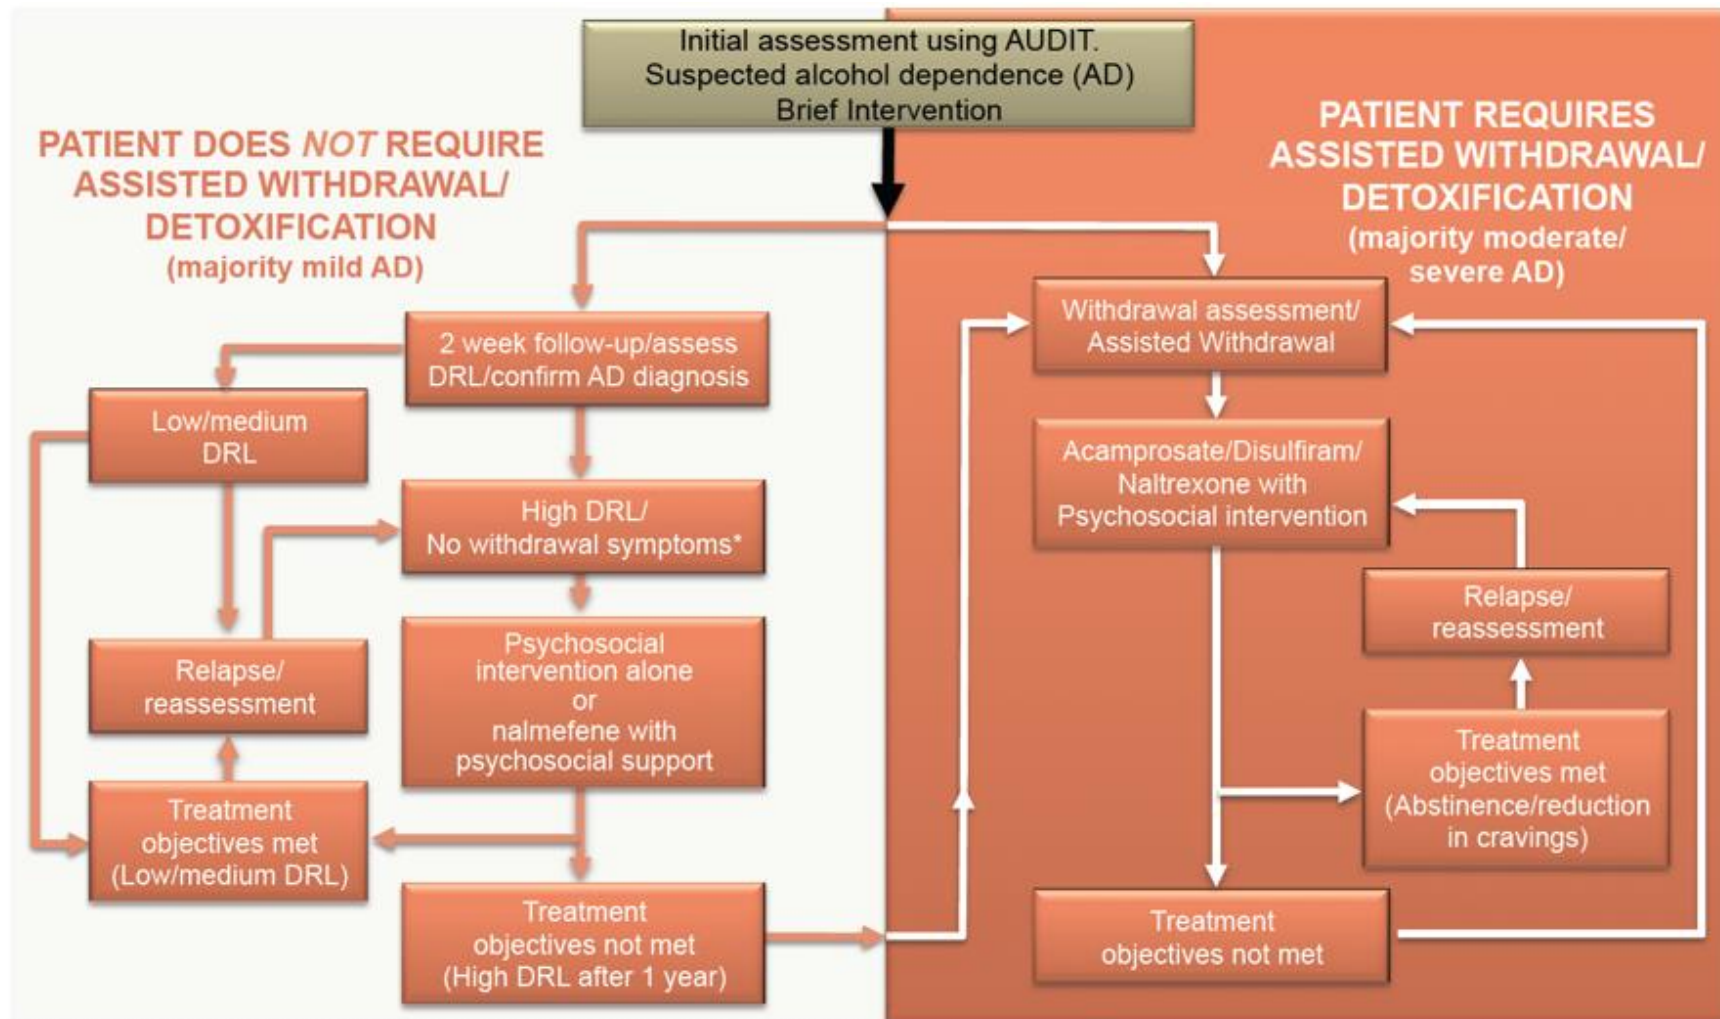 Initial assessment using AUDIT.
Suspected alcohol dependence (AD)
Brief Intervention
PATIENT DOES NOT REQUIRE
ASSISTED WITHDRAWAL/
DETOXIFICATION
(majority mild AD)
PATIENT REQUIRES
ASSISTED WITHDRAWAL/
DETOXIFICATION
(majority moderate/
severe AD)
2 week follow-up/assess
DRL/confirm AD diagnosis
Low/medium
DRL
High DRL/
No withdrawal symptoms*
Relapse/
reassessment
Psychosocial
intervention alone
or
nalmefene with
psychosocial support
Treatment
objectives met
(Low/medium DRL)
Treatment
objectives not met
(High DRL after 1 year)
Withdrawal assessment/
Assisted Withdrawal
Acamprosate/Disulfiram/
Naltrexone with
Psychosocial intervention
Relapse/
reassessment
Treatment
objectives met
(Abstinence/reduction
in cravings)
Treatment
objectives not met